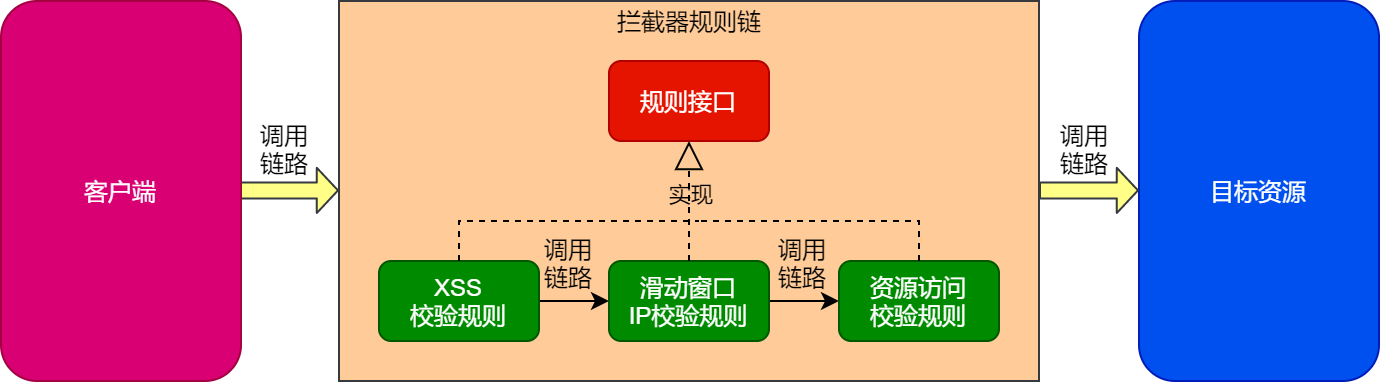 拦截器规则链
规则接口
调用
链路
调用
链路
客户端
实现
目标资源
调用
链路
调用
链路
XSS
校验规则
滑动窗口
IP校验规则
资源访问
校验规则